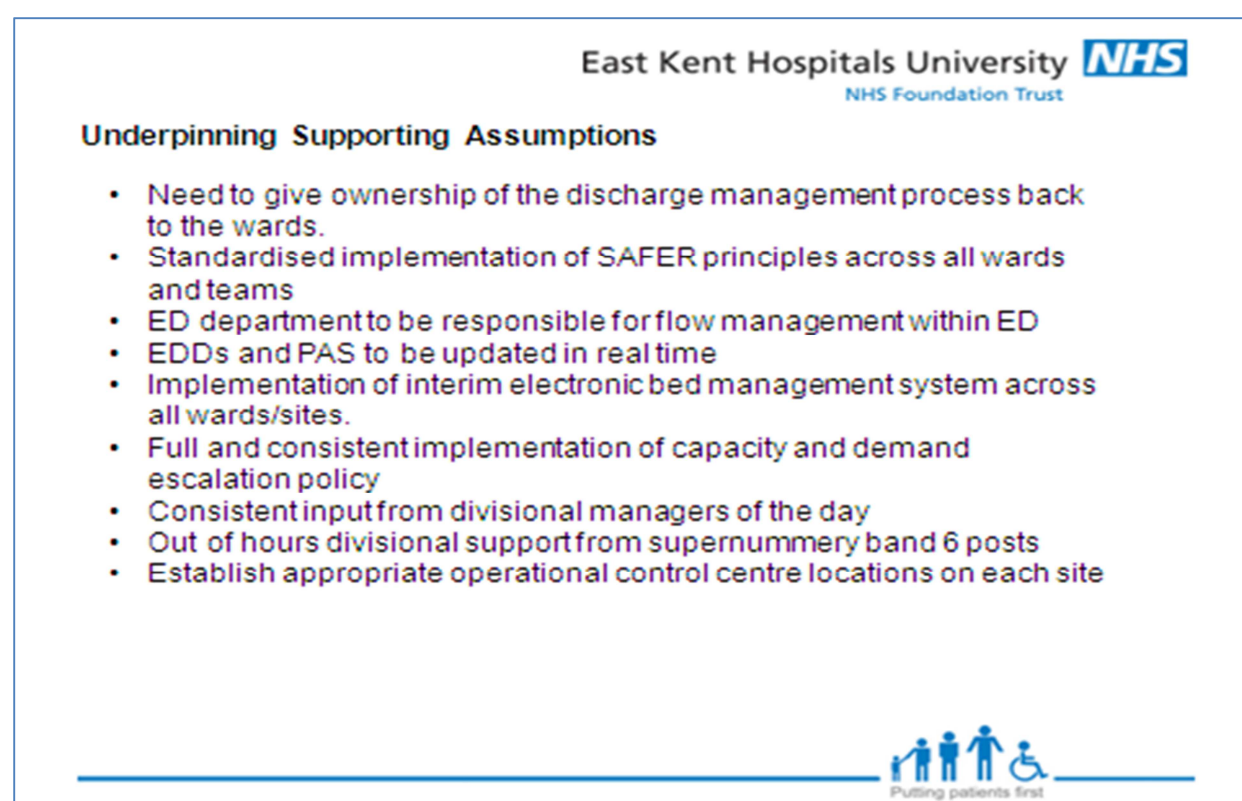 East Kent Hospitals University NHS
NHS Foundation Trust
Underpinning Supporting Assumptions
• Need to give ownership of the discharge management process back
to the wards.
• Standardised implementation of SAFER principles across all wards
and teams
• ED department to be responsible for flow management within ED
• EDDs and PAS to be updated in real time
• Implementation of interim electronic bed management system across
all wards/sites.
• Full and consistent implementation of capacity and demand
escalation policy
• Consistent input from divisional managers of the day
• Out of hours divisional support from supernummery band 6 posts
• Establish appropriate operational control centre locations on each site
Putting patients first